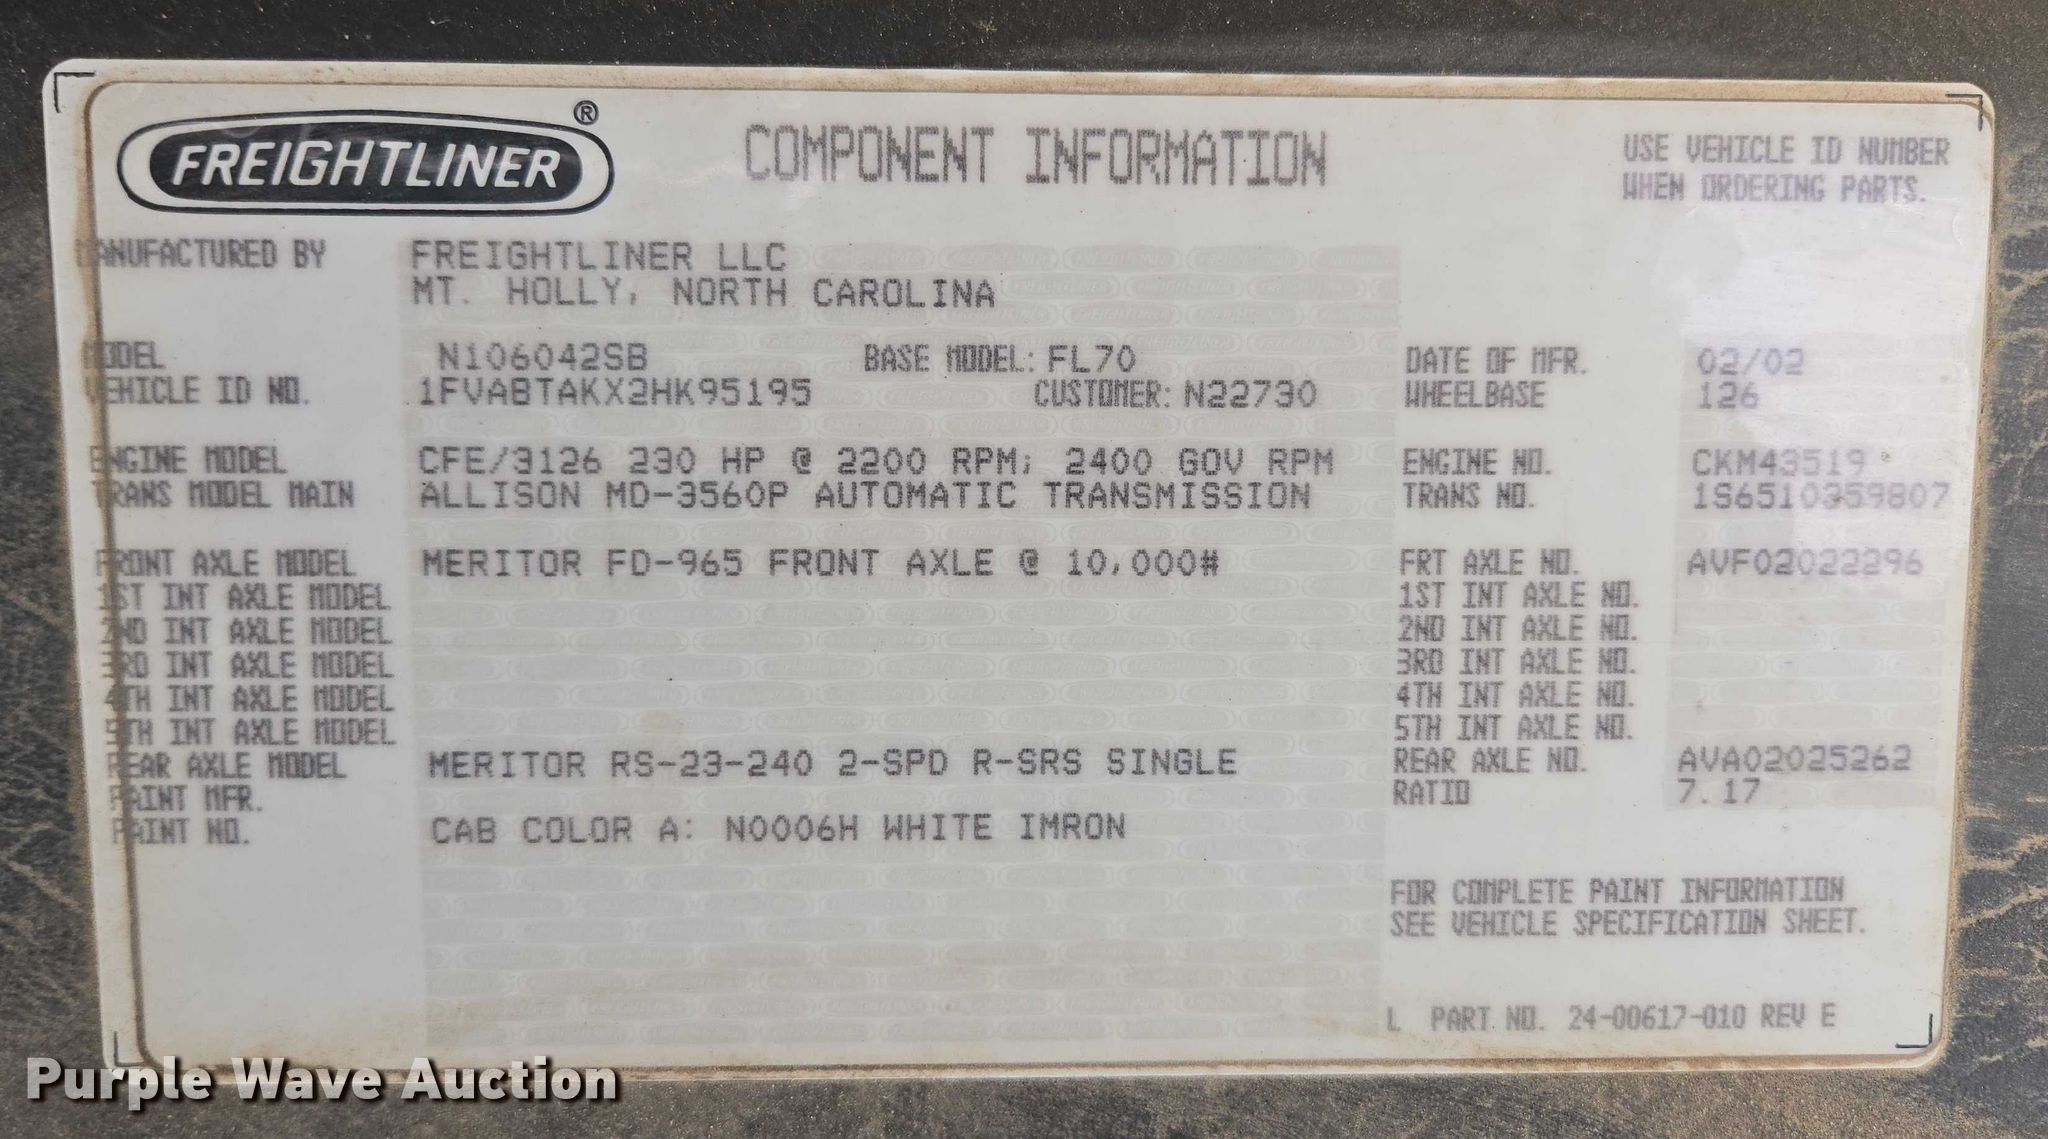 FREIGHTLINER ®
COMPONENT INFORMATION
USE VEHICLE ID NUMBER
WHEN ORDERING PARTS.
MANUFACTURED BY FREIGHTLINER LLC
MT. HOLLY, NORTH CAROLINA
MODEL N106042SB BASE MODEL: FL70 DATE OF MFR. 02/02
VEHICLE ID NO. 1FVABTAKX2HK95195 CUSTOMER: N22730 WHEELBASE 126
ENGINE MODEL CFE/3126 230 HP @ 2200 RPM; 2400 GOV RPM ENGINE NO. CKM43519
TRANS MODEL MAIN ALLISON MD-3560P AUTOMATIC TRANSMISSION TRANS NO. 1S6510359807
FRONT AXLE MODEL MERITOR FD-965 FRONT AXLE @ 10,000# FRT AXLE NO. AVF02022296
1ST INT AXLE MODEL 1ST INT AXLE NO.
2ND INT AXLE MODEL 2ND INT AXLE NO.
3RD INT AXLE MODEL 3RD INT AXLE NO.
4TH INT AXLE MODEL 4TH INT AXLE NO.
5TH INT AXLE MODEL 5TH INT AXLE NO.
REAR AXLE MODEL MERITOR RS-23-240 2-SPD R-SRS SINGLE REAR AXLE NO. AVA02025262
PAINT MFR. RATIO 7.17
PAINT NO. CAB COLOR A: N0006H WHITE IMRON
FOR COMPLETE PAINT INFORMATION
SEE VEHICLE SPECIFICATION SHEET.
L PART NO. 24-00617-010 REV E
Purple Wave Auction